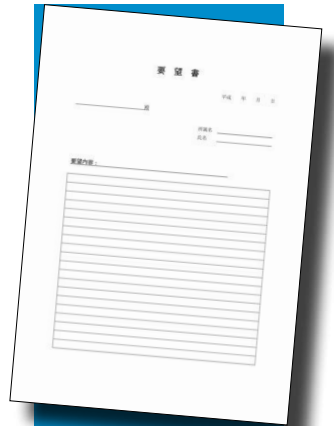 要 望 書
平成　年　月　日
殿
所属名
氏名
要望内容：